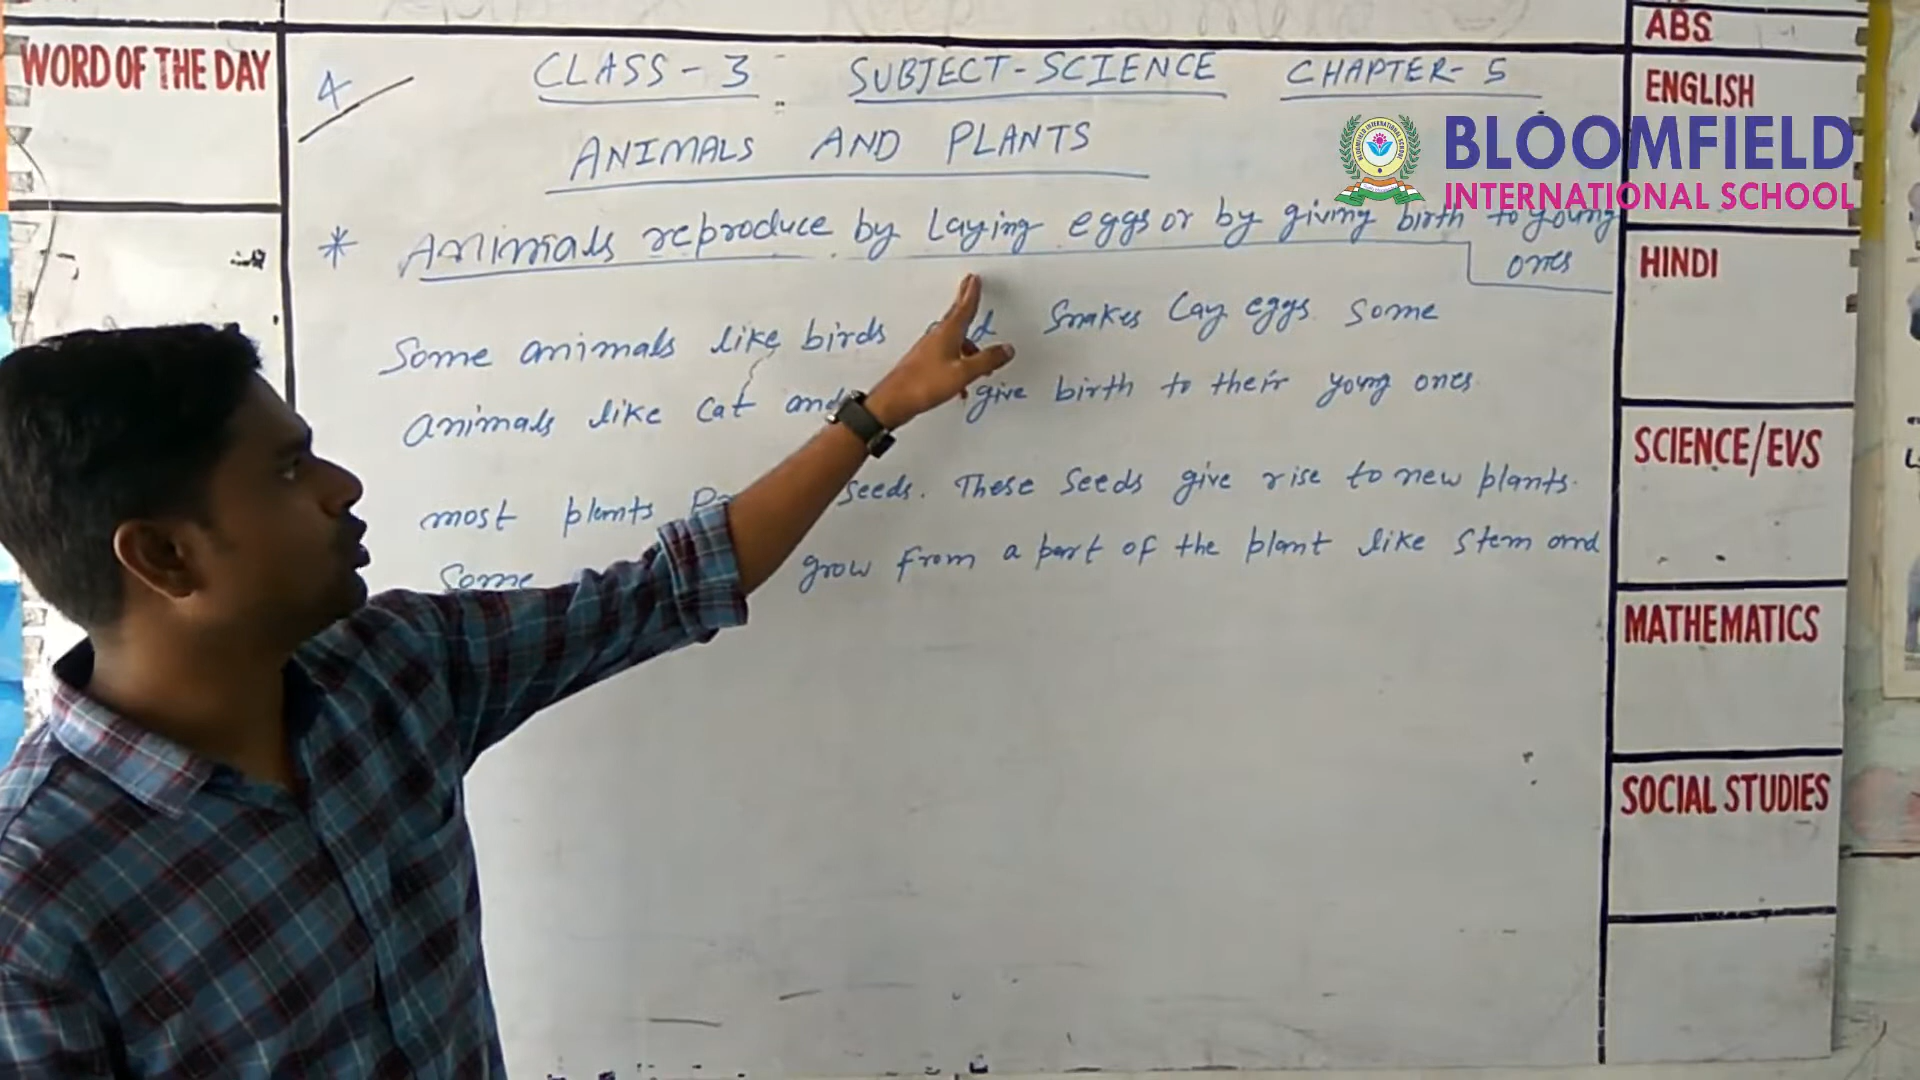 WORD OF THE DAY
4
CLASS - 3 SUBJECT-SCIENCE CHAPTER-5
ANIMALS AND PLANTS
* Animals reproduce by Laying eggs or by giving birth to young
ones
Some animals like birds snakes lay eggs. Some
animals like cat and give birth to their young ones
most plants seeds. These seeds give rise to new plants.
Some grow from a part of the plant like stem and
ABS
ENGLISH
BLOOMFIELD
INTERNATIONAL SCHOOL
HINDI
SCIENCE/EVS
MATHEMATICS
SOCIAL STUDIES